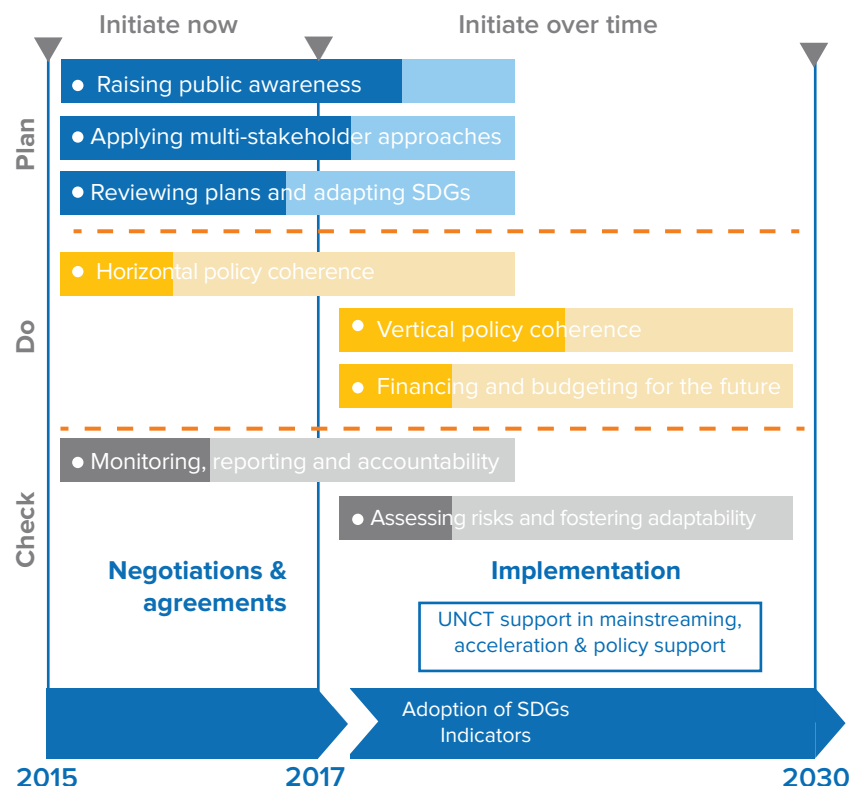 Initiate now
Initiate over time
Plan
● Raising public awareness
● Applying multi-stakeholder approaches
● Reviewing plans and adapting SDGs
Do
● Horizontal policy coherence
● Vertical policy coherence
● Financing and budgeting for the future
Check
● Monitoring, reporting and accountability
● Assessing risks and fostering adaptability
Negotiations &
agreements
Implementation
UNCT support in mainstreaming,
acceleration & policy support
Adoption of SDGs
Indicators
2015
2017
2030